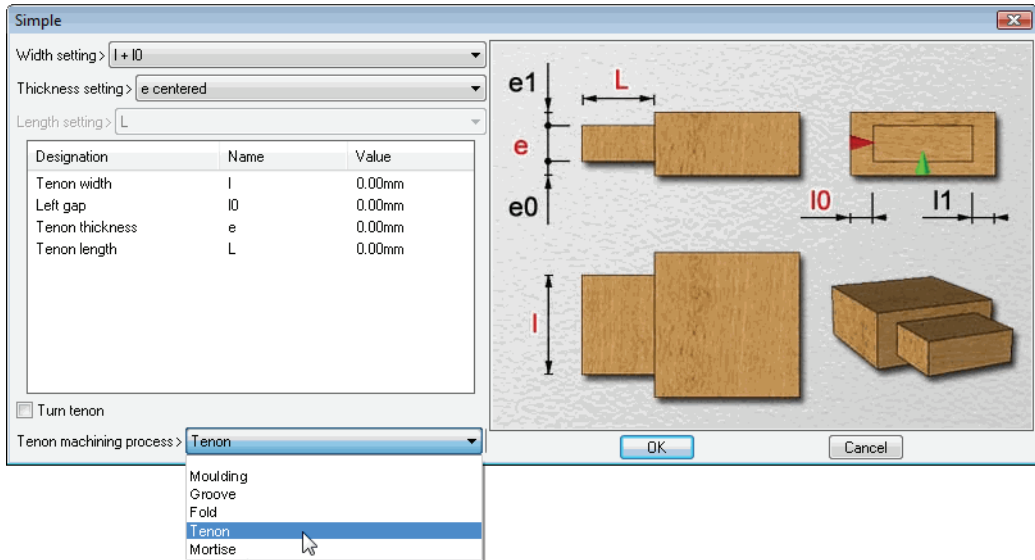 Simple
Width setting > l + l0
Thickness setting > e centered
Length setting > L
Designation Name Value
Tenon width l 0.00mm
Left gap l0 0.00mm
Tenon thickness e 0.00mm
Tenon length L 0.00mm
Turn tenon
Tenon machining process > Tenon
Moulding
Groove
Fold
Tenon
Mortise
e1
L
e
e0
l0
l1
l
OK
Cancel